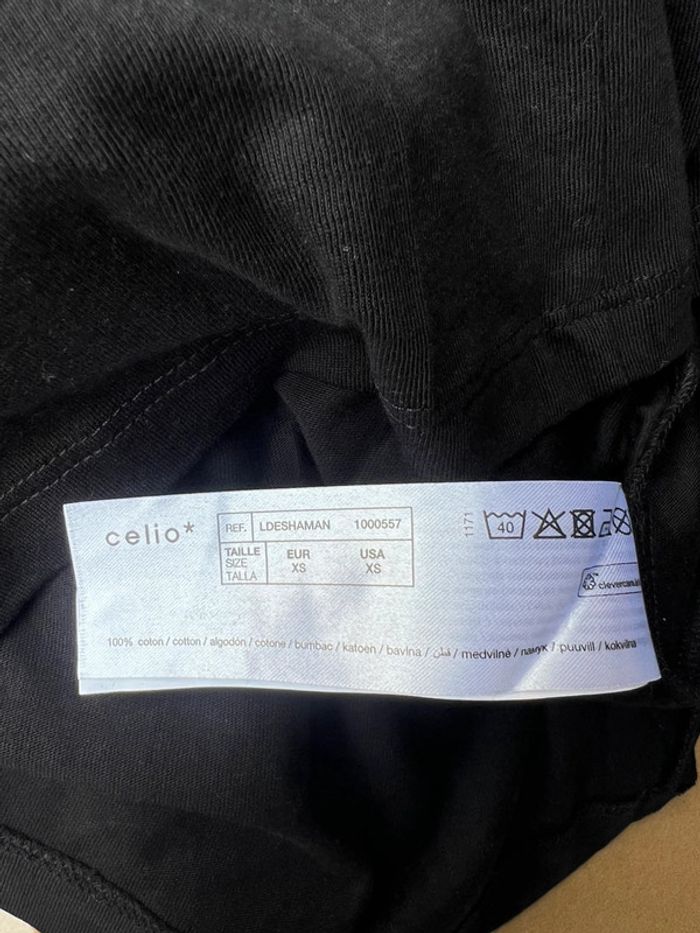 celio*
REF. LDESHAMAN 1000557
TAILLE EUR USA
SIZE XS XS
TALLA
1171
40
100% coton / cotton / algodón / cotone / bumbac / katoen / bavlna / قطن / medvilnė / памук / puuvill / kokvilna